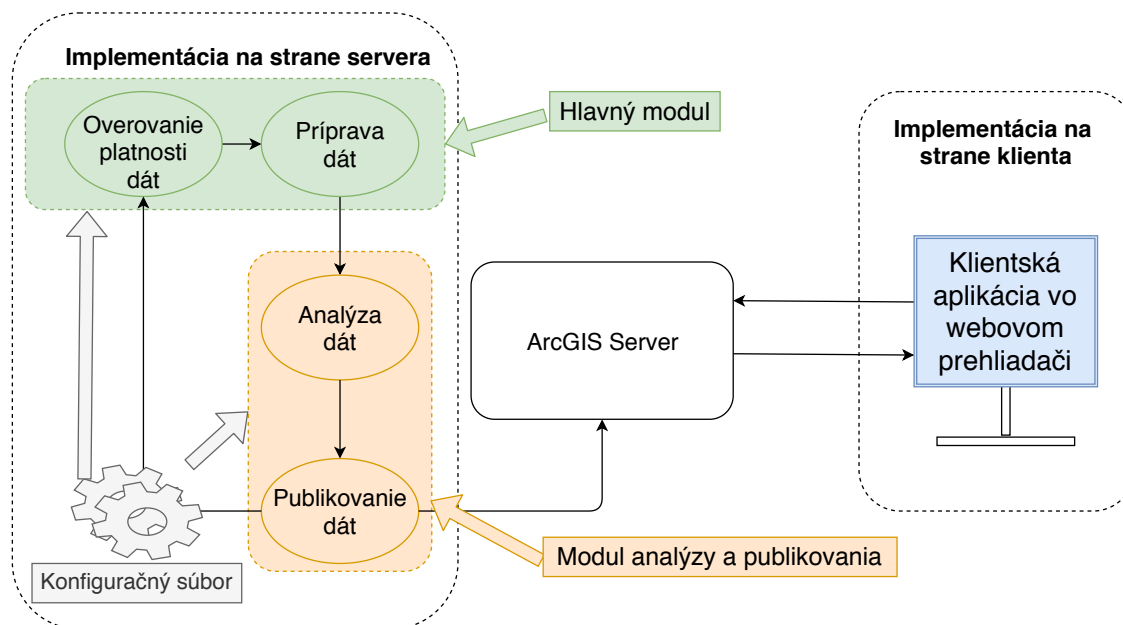 Implementácia na strane servera
Overovanie
platnosti
dát
Príprava
dát
Hlavný modul
Implementácia na
strane klienta
Analýza
dát
ArcGIS Server
Klientská
aplikácia vo
webovom
prehliadači
Publikovanie
dát
Modul analýzy a publikovania
Konfiguračný súbor